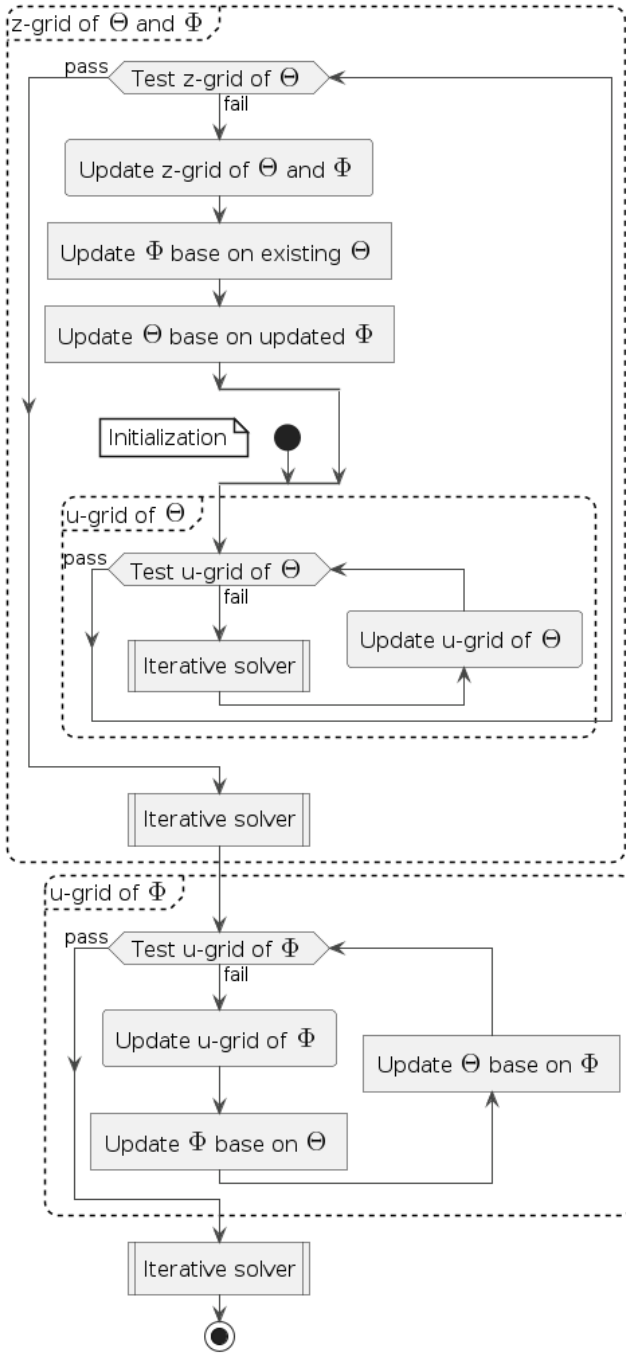 z-grid of Θ and Φ
pass
Test z-grid of Θ
fail
Update z-grid of Θ and Φ
Update Φ base on existing Θ
Update Θ base on updated Φ
Initialization
u-grid of Θ
pass
Test u-grid of Θ
fail
Update u-grid of Θ
Iterative solver
Iterative solver
u-grid of Φ
pass
Test u-grid of Φ
fail
Update u-grid of Φ
Update Θ base on Φ
Update Φ base on Θ
Iterative solver